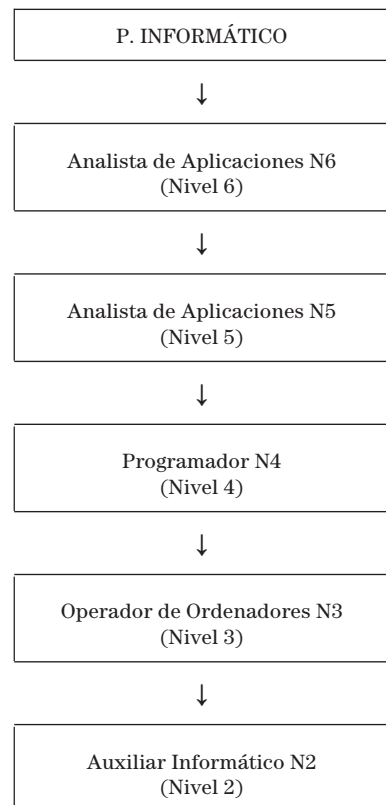 P. INFORMÁTICO
↓
Analista de Aplicaciones N6
(Nivel 6)
↓
Analista de Aplicaciones N5
(Nivel 5)
↓
Programador N4
(Nivel 4)
↓
Operador de Ordenadores N3
(Nivel 3)
↓
Auxiliar Informático N2
(Nivel 2)